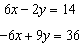 6x − 2y = 14
−6x + 9y = 36